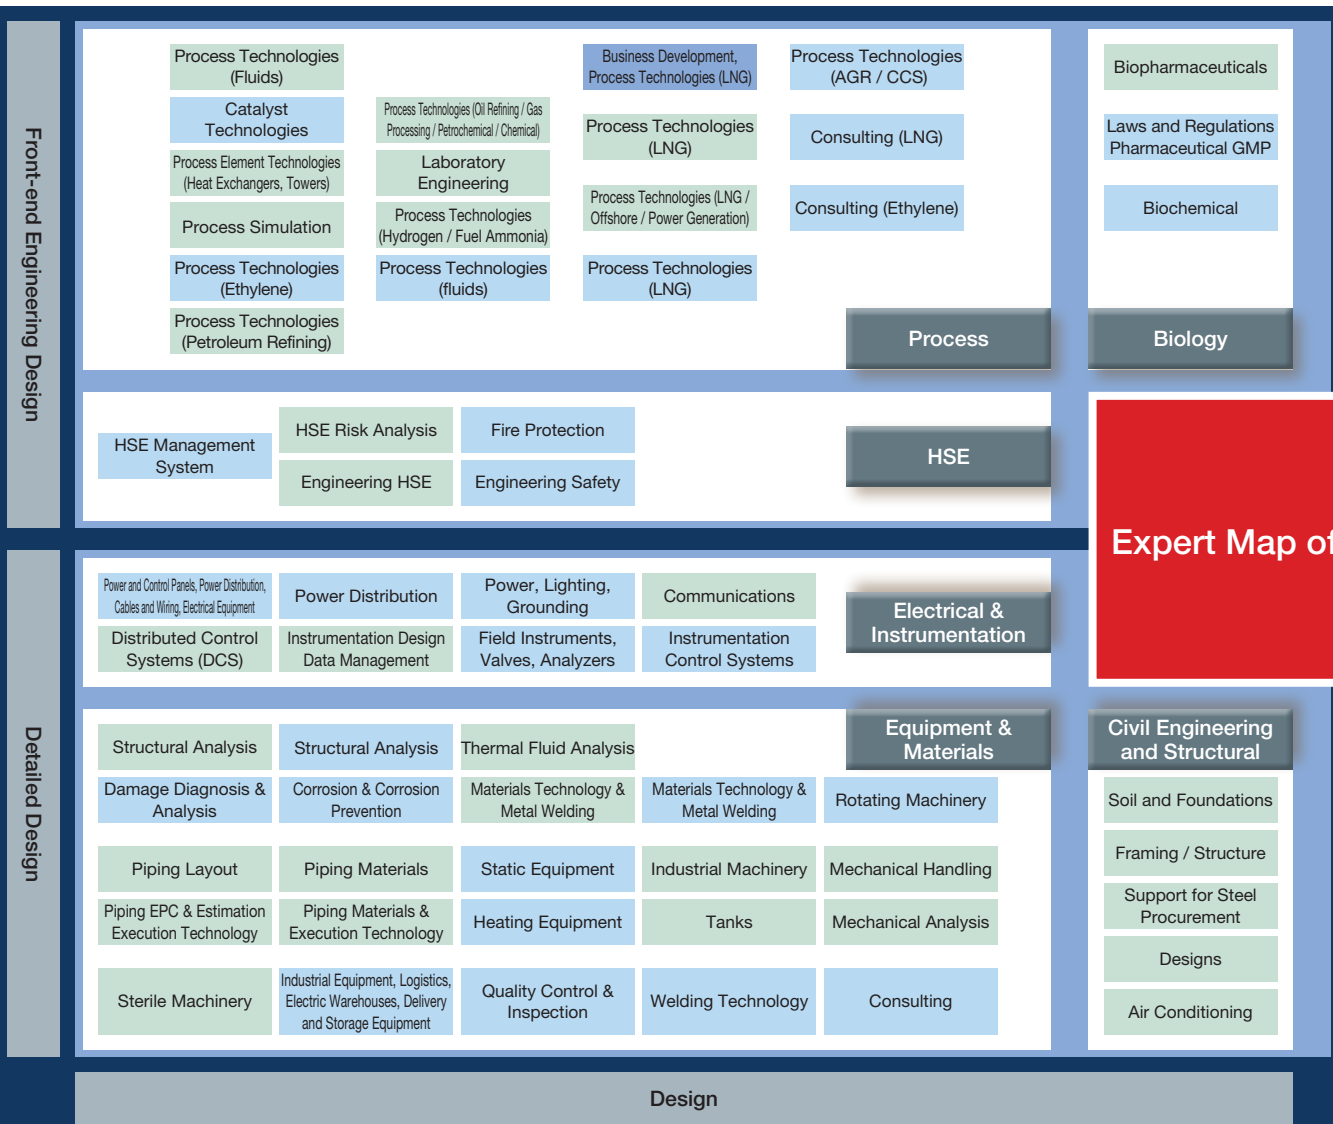 Front-end Engineering Design
Process Technologies
(Fluids)
Catalyst
Technologies
Process Element Technologies
(Heat Exchangers, Towers)
Process Simulation
Process Technologies
(Ethylene)
Process Technologies
(Petroleum Refining)
Process Technologies (Oil Refining / Gas
Processing / Petrochemical / Chemical)
Laboratory
Engineering
Process Technologies
(Hydrogen / Fuel Ammonia)
Process Technologies
(fluids)
Business Development,
Process Technologies (LNG)
Process Technologies
(LNG)
Process Technologies (LNG /
Offshore / Power Generation)
Process Technologies
(LNG)
Process Technologies
(AGR / CCS)
Consulting (LNG)
Consulting (Ethylene)
Process
Biopharmaceuticals
Laws and Regulations
Pharmaceutical GMP
Biochemical
Biology
HSE Management
System
HSE Risk Analysis
Engineering HSE
Fire Protection
Engineering Safety
HSE
Expert Map of
Detailed Design
Power and Control Panels, Power Distribution,
Cables and Wiring, Electrical Equipment
Power Distribution
Power, Lighting,
Grounding
Communications
Distributed Control
Systems (DCS)
Instrumentation Design
Data Management
Field Instruments,
Valves, Analyzers
Instrumentation
Control Systems
Electrical &
Instrumentation
Structural Analysis
Structural Analysis
Thermal Fluid Analysis
Equipment &
Materials
Damage Diagnosis &
Analysis
Corrosion & Corrosion
Prevention
Materials Technology &
Metal Welding
Materials Technology &
Metal Welding
Rotating Machinery
Piping Layout
Piping Materials
Static Equipment
Industrial Machinery
Mechanical Handling
Piping EPC & Estimation
Execution Technology
Piping Materials &
Execution Technology
Heating Equipment
Tanks
Mechanical Analysis
Sterile Machinery
Industrial Equipment, Logistics,
Electric Warehouses, Delivery
and Storage Equipment
Quality Control &
Inspection
Welding Technology
Consulting
Civil Engineering
and Structural
Soil and Foundations
Framing / Structure
Support for Steel
Procurement
Designs
Air Conditioning
Design